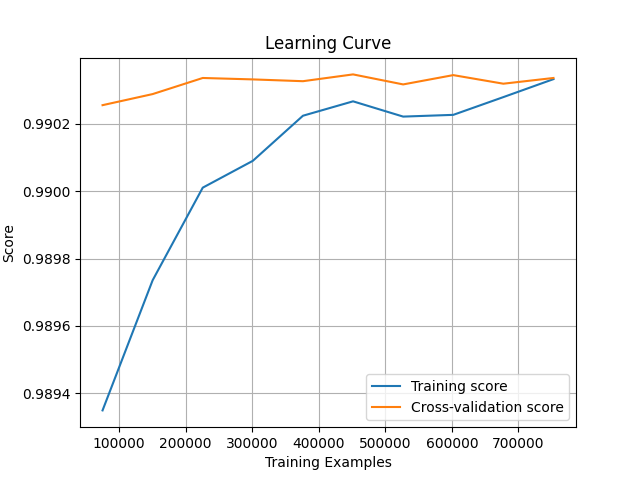 Learning Curve
Score
0.9902
0.9900
0.9898
0.9896
0.9894
Training score
Cross-validation score
100000 200000 300000 400000 500000 600000 700000
Training Examples